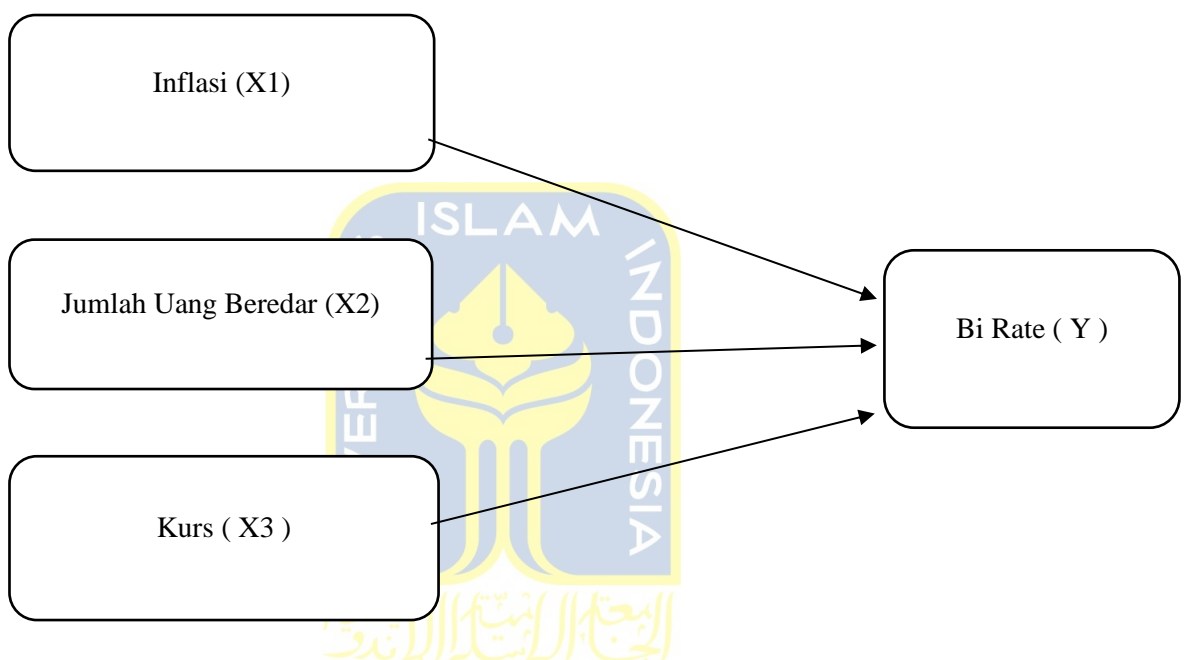 Inflasi (X1)
ISLAM
INDONESIA
Jumlah Uang Beredar (X2)
Bi Rate ( Y )
Kurs ( X3 )